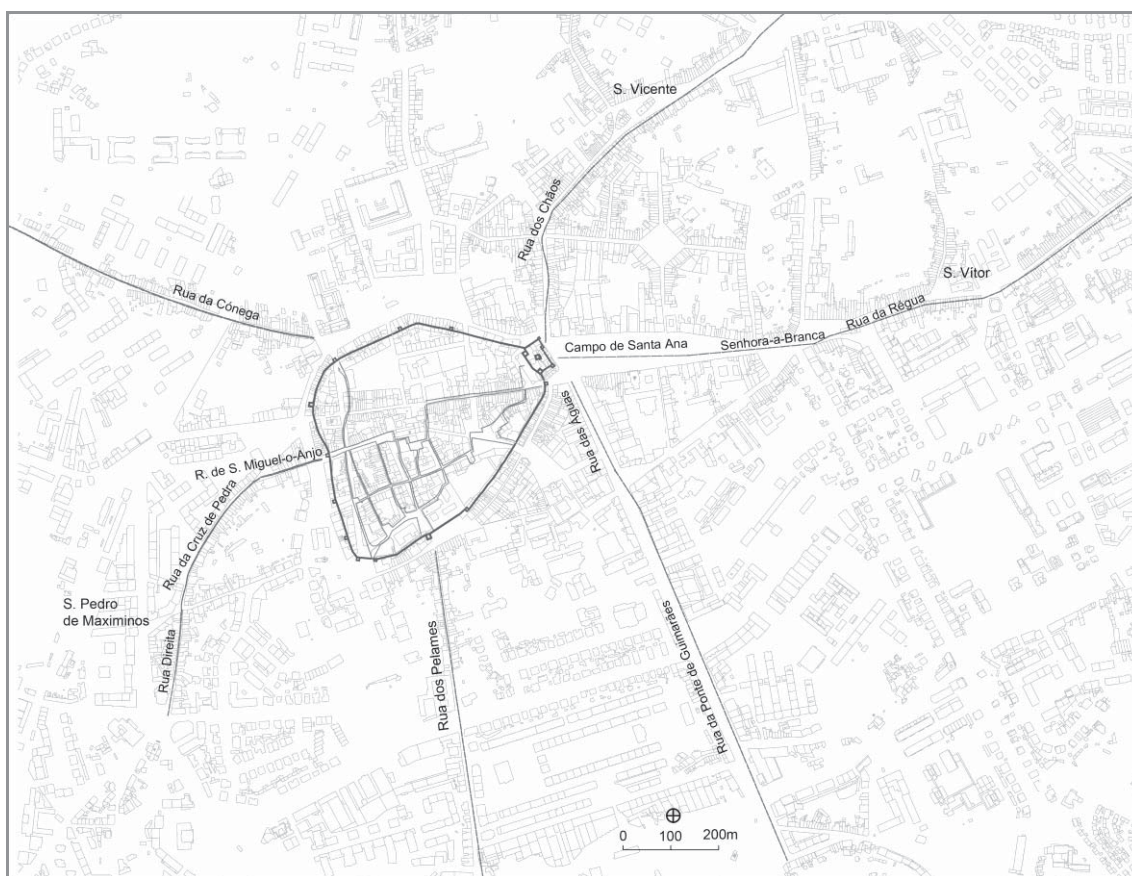 S. Vicente
Rua dos Chãos
S. Vítor
Rua da Cónega
Rua da Régua
Campo de Santa Ana
Senhora-a-Branca
Rua das Águas
R. de S. Miguel-o-Anjo
Rua da Cruz de Pedra
S. Pedro
de Maximinos
Rua Direita
Rua dos Pelames
Rua da Ponte de Guimarães
0 100 200m